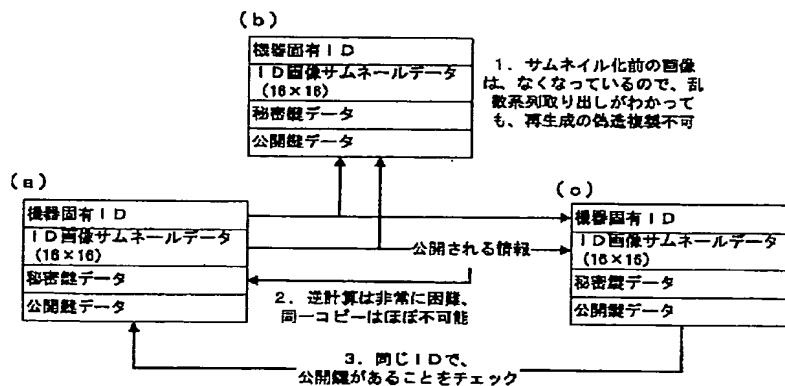 (b)
機器固有ID
ID画像サムネールデータ
(16×16)
秘密鍵データ
公開鍵データ
1. サムネイル化前の画像
は、なくなっているので、乱
数系列取り出しがわかって
も、再生成の偽造複製不可
(a)
機器固有ID
ID画像サムネールデータ
(16×16)
秘密鍵データ
公開鍵データ
公開される情報
(c)
機器固有ID
ID画像サムネールデータ
(16×16)
秘密鍵データ
公開鍵データ
2. 逆計算は非常に困難、
同一コピーはほぼ不可能
3. 同じIDで、
公開鍵があることをチェック